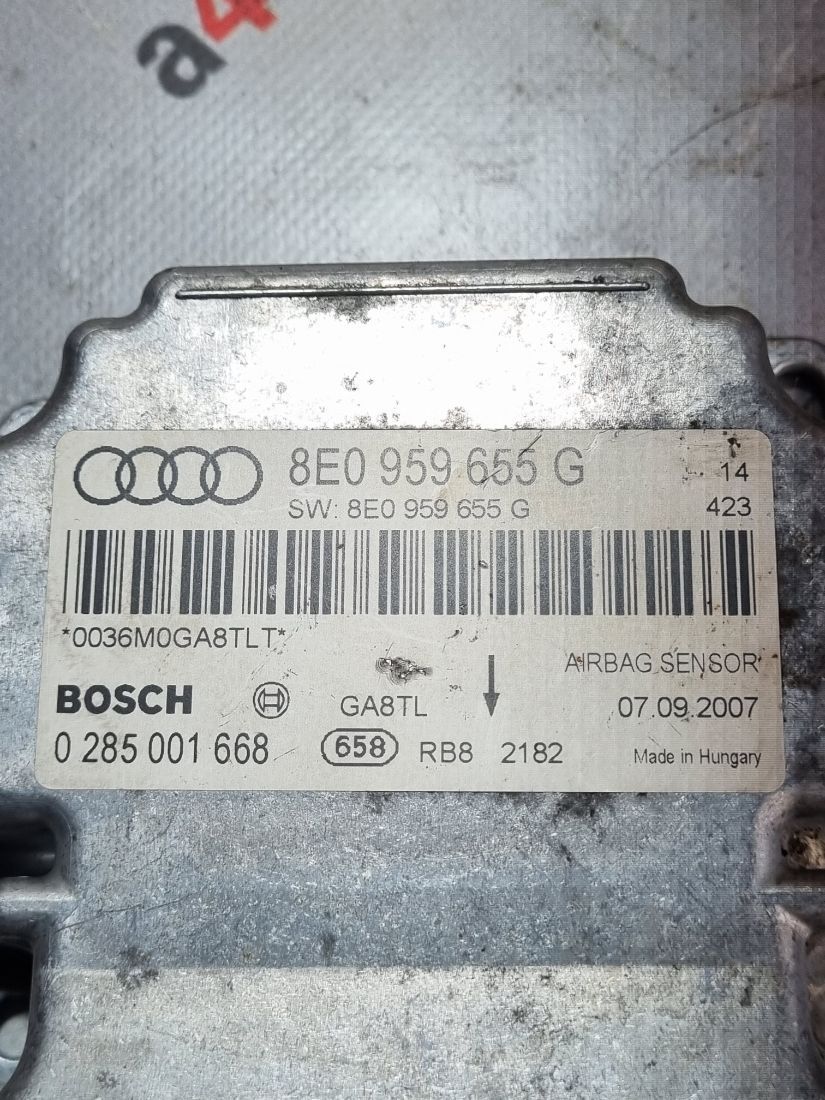 a4
8E0 959 655 G
14
SW: 8E0 959 655 G
423
*0036M0GA8TLT*
AIRBAG SENSOR
BOSCH
GA8TL
07.09.2007
0 285 001 668
658
RB8 2182
Made in Hungary